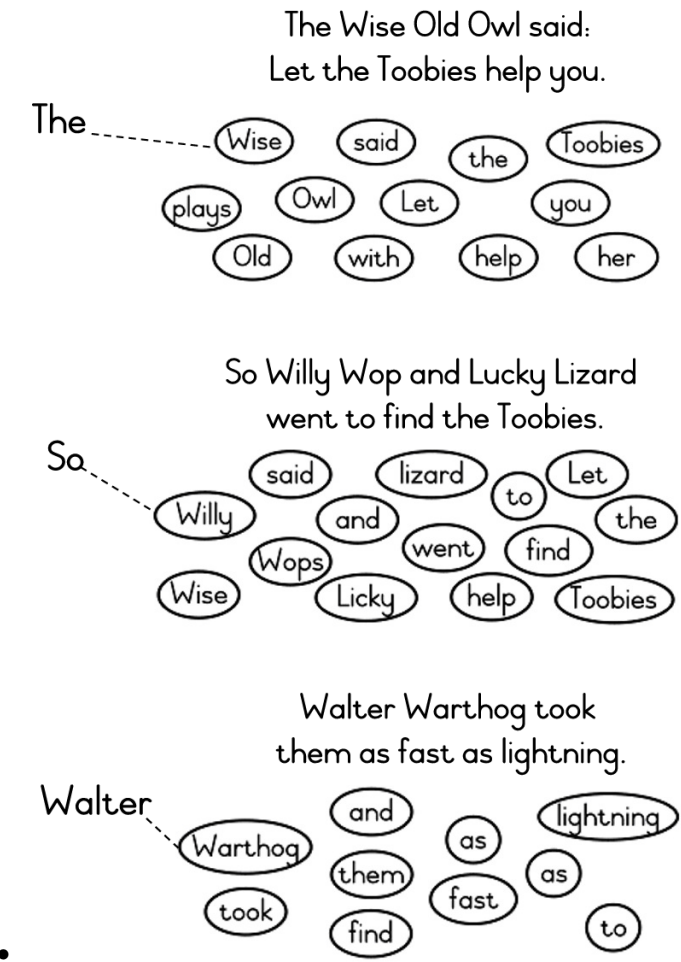 The Wise Old Owl said:
Let the Toobies help you.
The
Wise said the Toobies
plays Owl Let you
Old with help her
So Willy Wop and Lucky Lizard
went to find the Toobies.
So
said lizard to Let
Willy and the
Wops went find
Wise Licky help Toobies
Walter Warthog took
them as fast as lightning.
Walter
and lightning
Warthog as
them as
took fast
find to